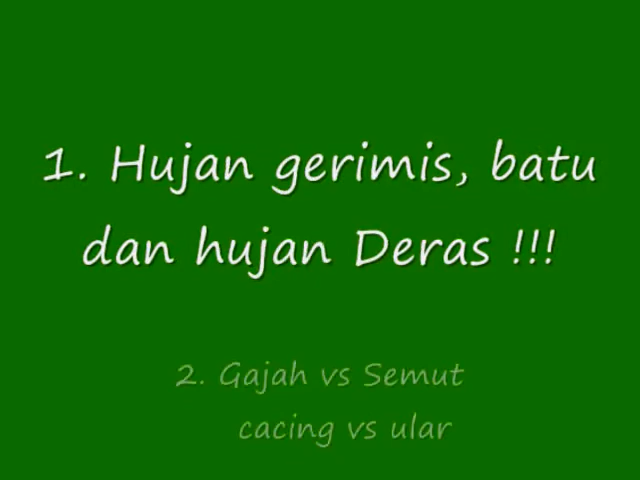 1. Hujan gerimis, batu
dan hujan Deras !!!
2. Gajah vs Semut
cacing vs ular